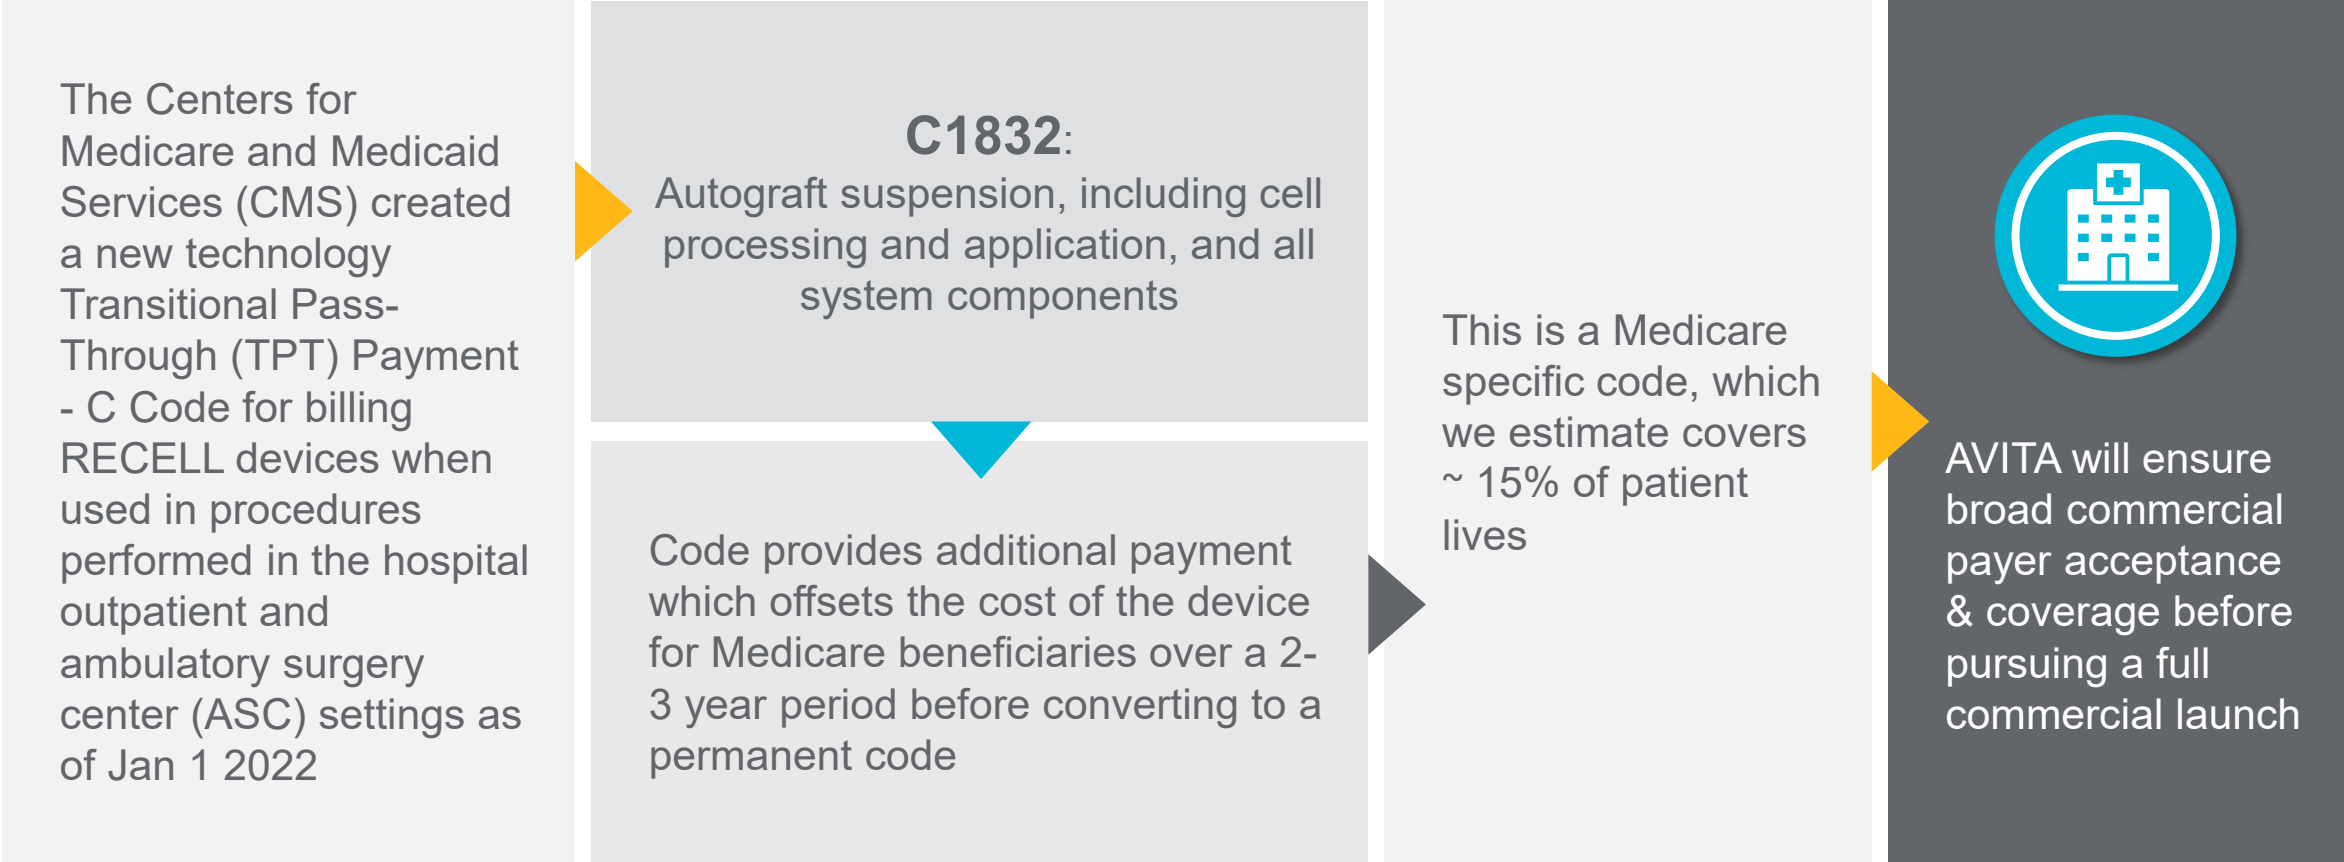 The Centers for
Medicare and Medicaid
Services (CMS) created
a new technology
Transitional Pass-
Through (TPT) Payment
- C Code for billing
RECELL devices when
used in procedures
performed in the hospital
outpatient and
ambulatory surgery
center (ASC) settings as
of Jan 1 2022
C1832:
Autograft suspension, including cell
processing and application, and all
system components
Code provides additional payment
which offsets the cost of the device
for Medicare beneficiaries over a 2-
3 year period before converting to a
permanent code
This is a Medicare
specific code, which
we estimate covers
~ 15% of patient
lives
AVITA will ensure
broad commercial
payer acceptance
& coverage before
pursuing a full
commercial launch